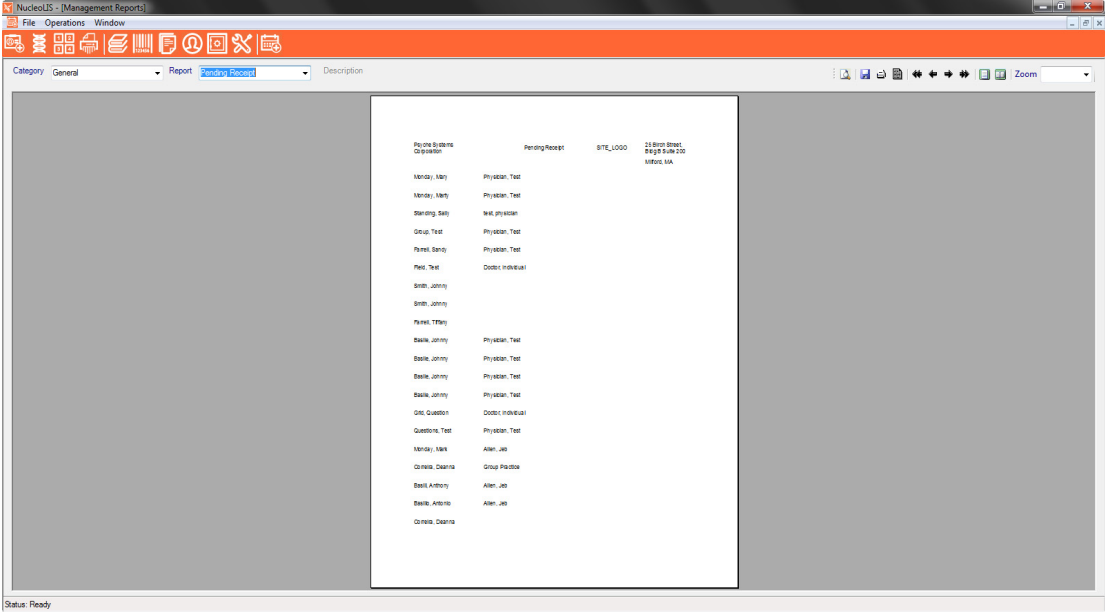 NucleoLIS - [Management Reports]
File Operations Window
Category General Report Pending Receipt Description Zoom
Psyche Systems Corporation Pending Receipt SITE_LOGO 25 Birch Street, Bldg B Suite 200
Milford, MA
Monday, Mary Physician, Test
Monday, Marty Physician, Test
Standing, Sally test, physician
Group, Test Physician, Test
Farrell, Sandy Physician, Test
Field, Test Doctor, Individual
Smith, Johnny
Smith, Johnny
Farrell, Tiffany
Basile, Johnny Physician, Test
Basile, Johnny Physician, Test
Basile, Johnny Physician, Test
Basile, Johnny Physician, Test
Grid, Question Doctor, Individual
Questions, Test Physician, Test
Monday, Mark Allen, Jeb
Correira, Deanna Group Practice
Basili, Anthony Allen, Jeb
Basilio, Antonio Allen, Jeb
Correira, Deanna
Status: Ready